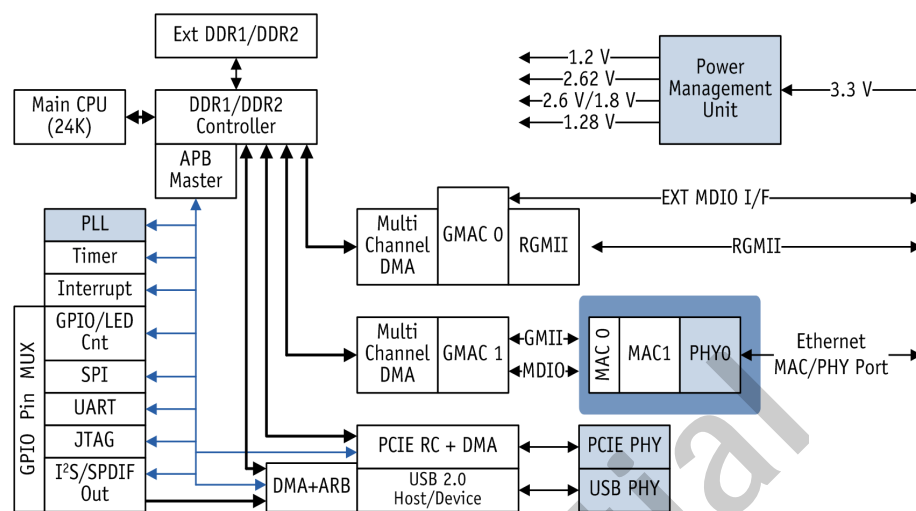 Ext DDR1/DDR2
1.2 V
2.62 V
2.6 V/1.8 V
1.28 V
Power
Management
Unit
3.3 V
Main CPU
(24K)
DDR1/DDR2
Controller
APB
Master
PLL
Timer
Interrupt
GPIO/LED
Cnt
SPI
UART
JTAG
I²S/SPDIF
Out
GPIO Pin MUX
Multi
Channel
DMA
GMAC 0
RGMII
EXT MDIO I/F
RGMII
Multi
Channel
DMA
GMAC 1
GMII
MDIO
MAC 0
MAC1
PHY0
Ethernet
MAC/PHY Port
PCIE RC + DMA
PCIE PHY
DMA+ARB
USB 2.0
Host/Device
USB PHY